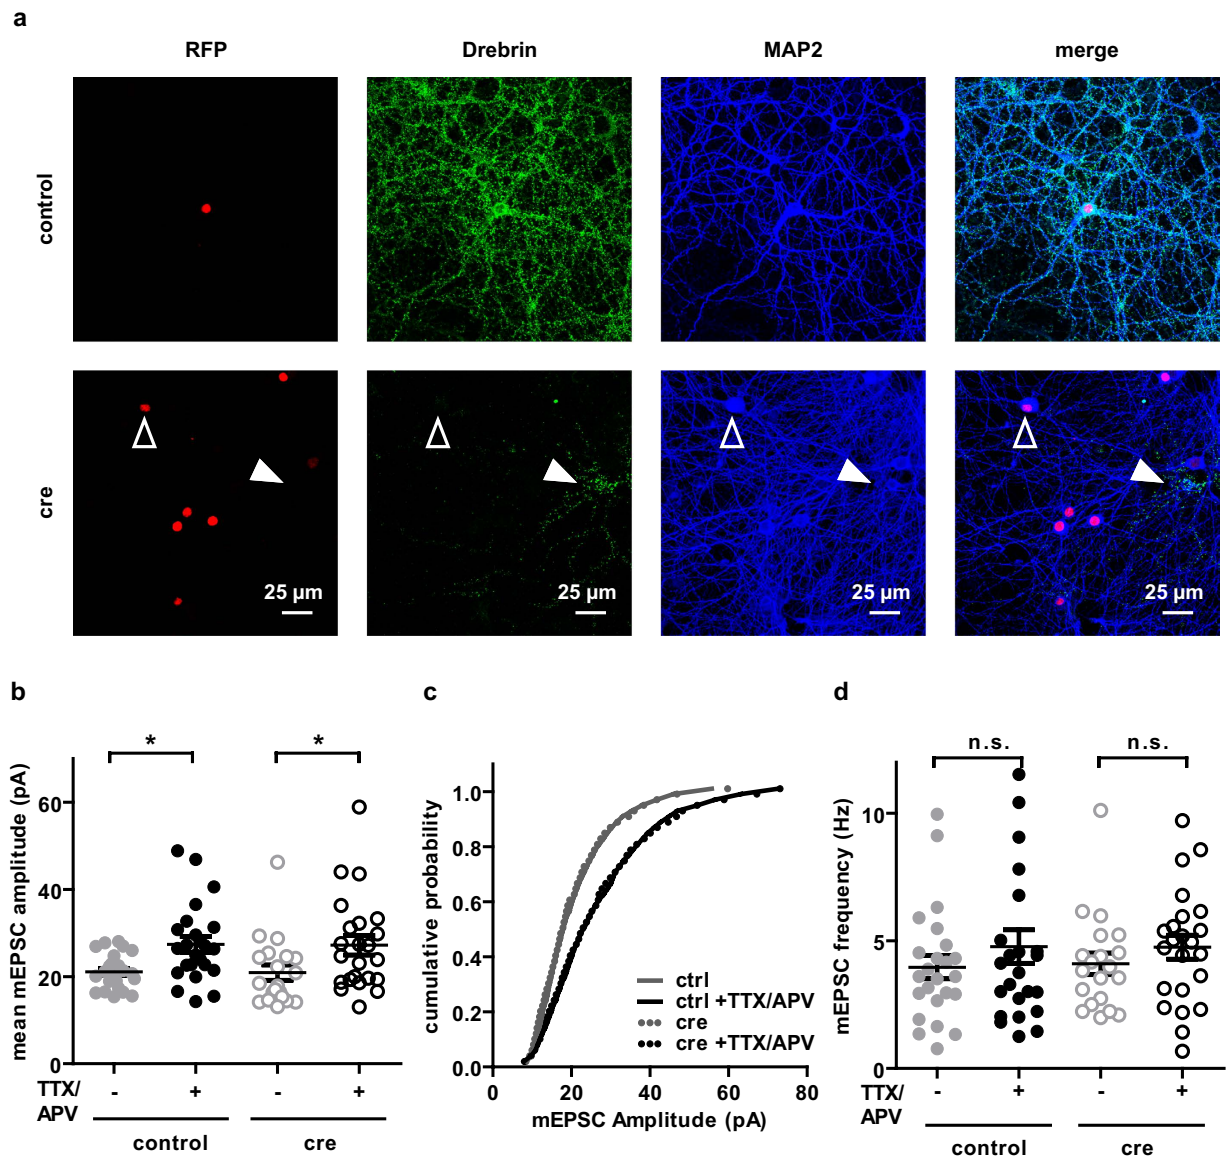 a
RFP
Drebrin
MAP2
merge
control
cre
25 µm
25 µm
25 µm
25 µm
b
mean mEPSC amplitude (pA)
60
40
20
0
*
*
TTX/
APV
-
+
-
+
control
cre
c
cumulative probability
1.0
0.8
0.6
0.4
0.2
0.0
0
20
40
60
80
mEPSC Amplitude (pA)
ctrl
ctrl +TTX/APV
cre
cre +TTX/APV
d
mEPSC frequency (Hz)
10
5
0
n.s.
n.s.
TTX/
APV
-
+
-
+
control
cre